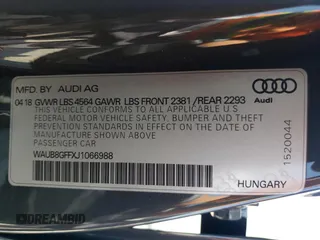 MFD. BY AUDI AG
04·18 GVWR LBS 4564 GAWR LBS FRONT 2381 /REAR 2293
THIS VEHICLE CONFORMS TO ALL APPLICABLE U.S
FEDERAL MOTOR VEHICLE SAFETY, BUMPER AND THEFT
PREVENTION STANDARDS IN EFFECT ON THE
DATE OF MANUFACTURE SHOWN ABOVE
PASSENGER CAR
WAUB8GFFXJ1066988
HUNGARY
Audi
1520044
DREAMBID